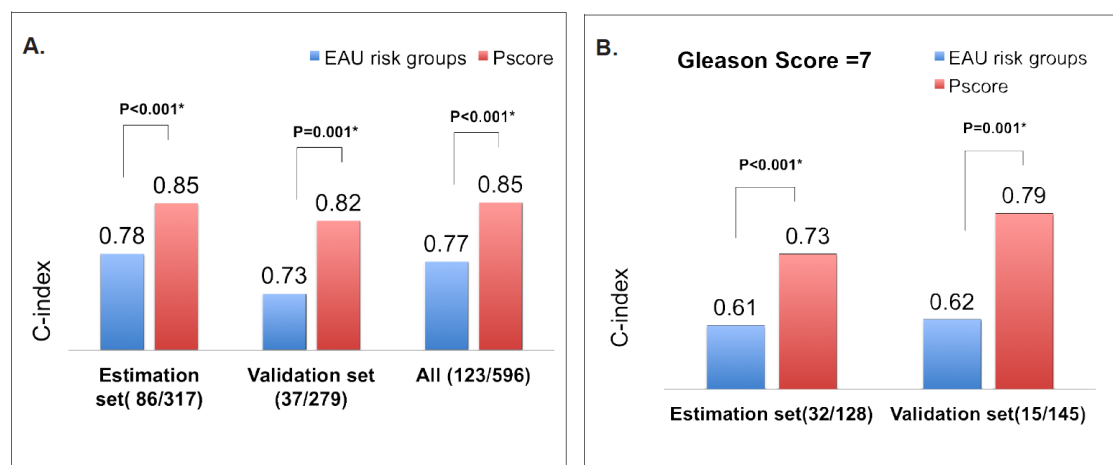 A.
EAU risk groups Pscore
P<0.001*
P=0.001*
P<0.001*
0.78
0.85
0.73
0.82
0.77
0.85
C-index
Estimation
set( 86/317)
Validation set
(37/279)
All (123/596)
B.
Gleason Score =7
EAU risk groups
Pscore
P<0.001*
P=0.001*
0.61
0.73
0.62
0.79
C-index
Estimation set(32/128)
Validation set(15/145)